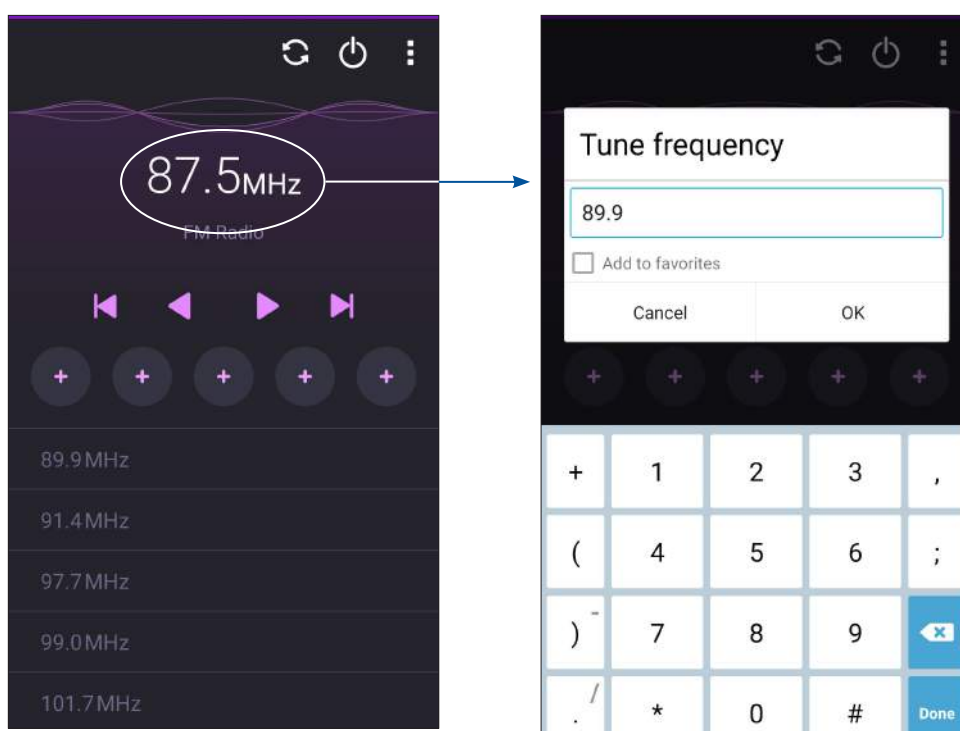 87.5MHz
FM Radio
+ + + + +
89.9MHz
91.4MHz
97.7MHz
99.0MHz
101.7MHz
Tune frequency
89.9
Add to favorites
Cancel OK
+ + + + +
+ 1 2 3 ,
( 4 5 6 ;
) - 7 8 9
. / * 0 # Done